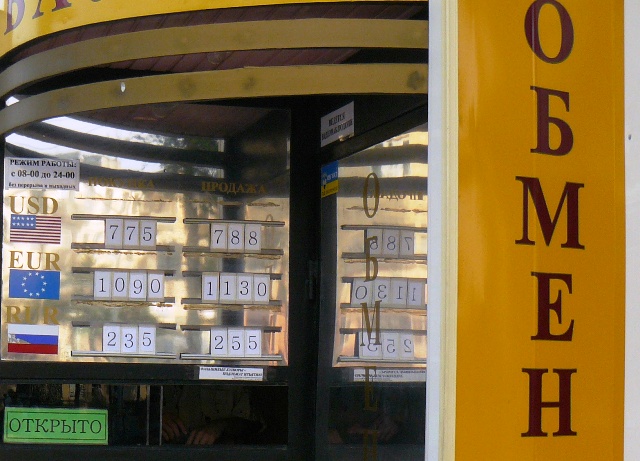 ОБМЕН
РЕЖИМ РАБОТЫ:
с 08-00 до 24-00
Без перерыва и выходных
ПРОДАЖА
USD
775
788
EUR
1090
1130
RUR
235
255
ОТКРЫТО
ОБМЕН